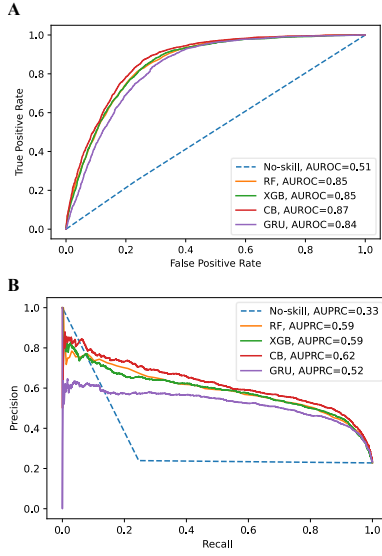 A
1.0
0.8
0.6
0.4
0.2
0.0
True Positive Rate
No-skill, AUROC=0.51
RF, AUROC=0.85
XGB, AUROC=0.85
CB, AUROC=0.87
GRU, AUROC=0.84
0.0 0.2 0.4 0.6 0.8 1.0
False Positive Rate
B
1.0
0.8
0.6
0.4
0.2
0.0
Precision
No-skill, AUPRC=0.33
RF, AUPRC=0.59
XGB, AUPRC=0.59
CB, AUPRC=0.62
GRU, AUPRC=0.52
0.0 0.2 0.4 0.6 0.8 1.0
Recall